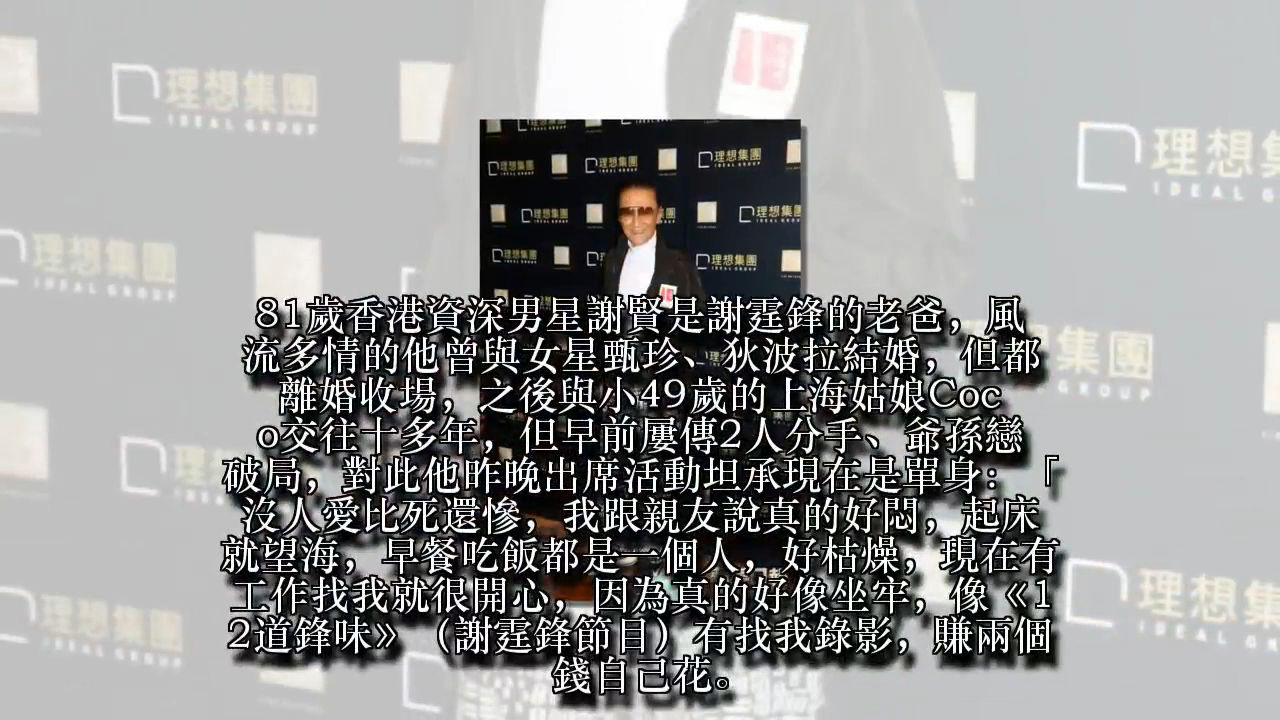 理想集團
IDEAL GROUP
81歲香港資深男星謝賢是謝霆鋒的老爸，風
流多情的他曾與女星甄珍、狄波拉結婚，但都
離婚收場，之後與小49歲的上海姑娘Coc
o交往十多年，但早前屢傳2人分手、爺孫戀
破局，對此他昨晚出席活動坦承現在是單身：「
沒人愛比死還慘，我跟親友說真的好悶，起床
就望海，早餐吃飯都是一個人，好枯燥，現在有
工作找我就很開心，因為真的好像坐牢，像《1
2道鋒味》（謝霆鋒節目）有找我錄影，賺兩個
錢自己花。